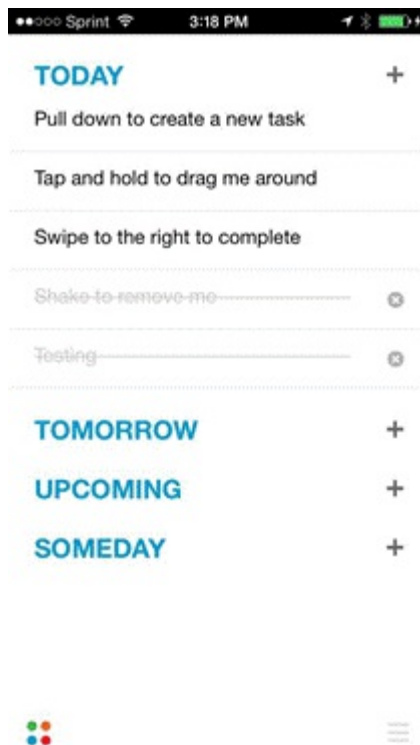 Sprint 3:18 PM
TODAY +
Pull down to create a new task
Tap and hold to drag me around
Swipe to the right to complete
Shake to remove me
Testing
TOMORROW +
UPCOMING +
SOMEDAY +